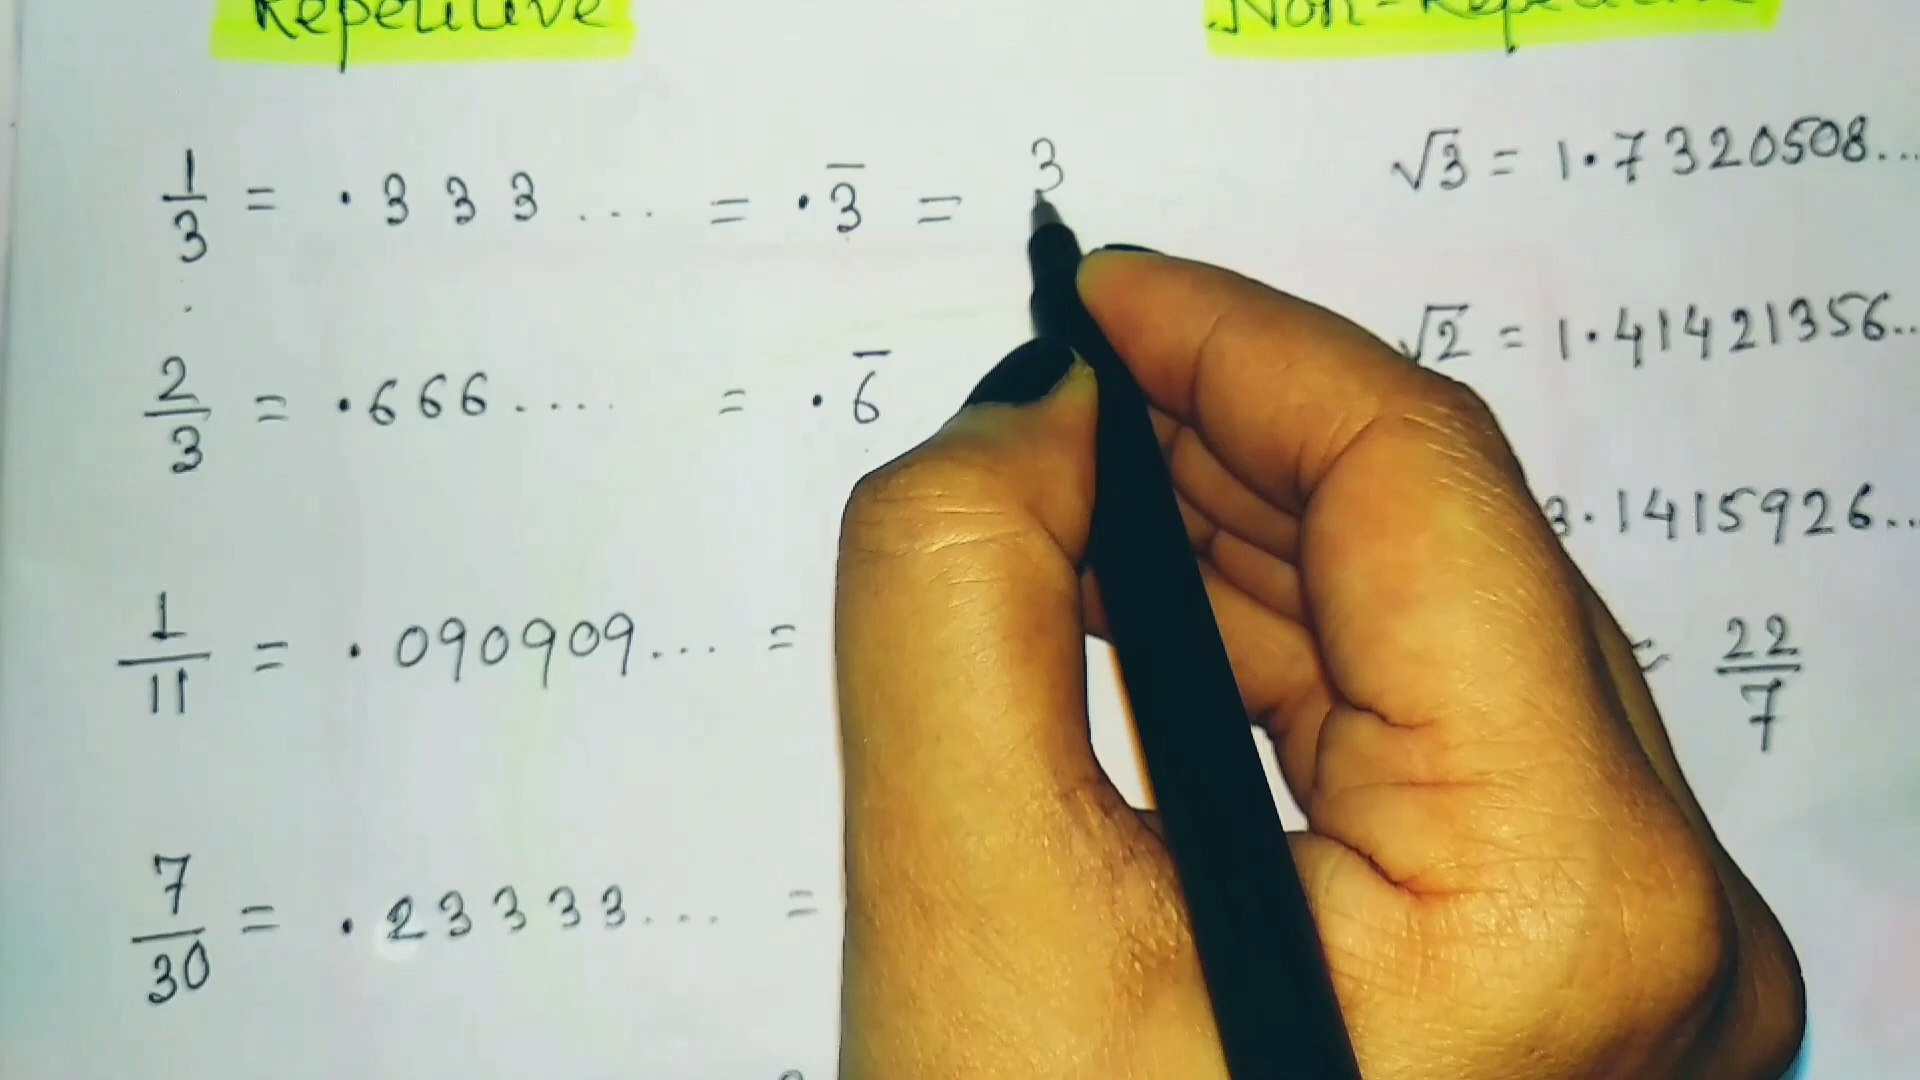 Repetitive
1/3 = .333... = .3̅ = 3
2/3 = .666.... = .6̅
1/11 = .090909... =
7/30 = .23333... =
√3 = 1.7320508...
√2 = 1.41421356..
3.1415926...
22/7